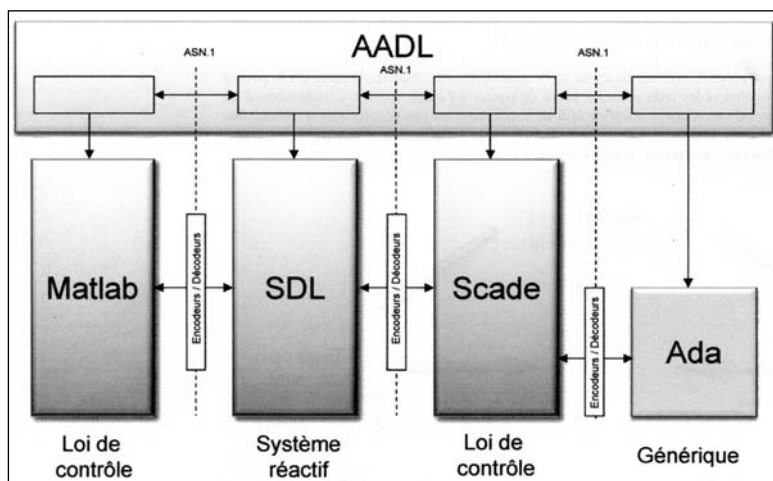 AADL
ASN.1
ASN.1
ASN.1
Matlab
Encodeurs / Décodeurs
SDL
Encodeurs / Décodeurs
Scade
Encodeurs / Décodeurs
Ada
Loi de
contrôle
Système
réactif
Loi de
contrôle
Générique